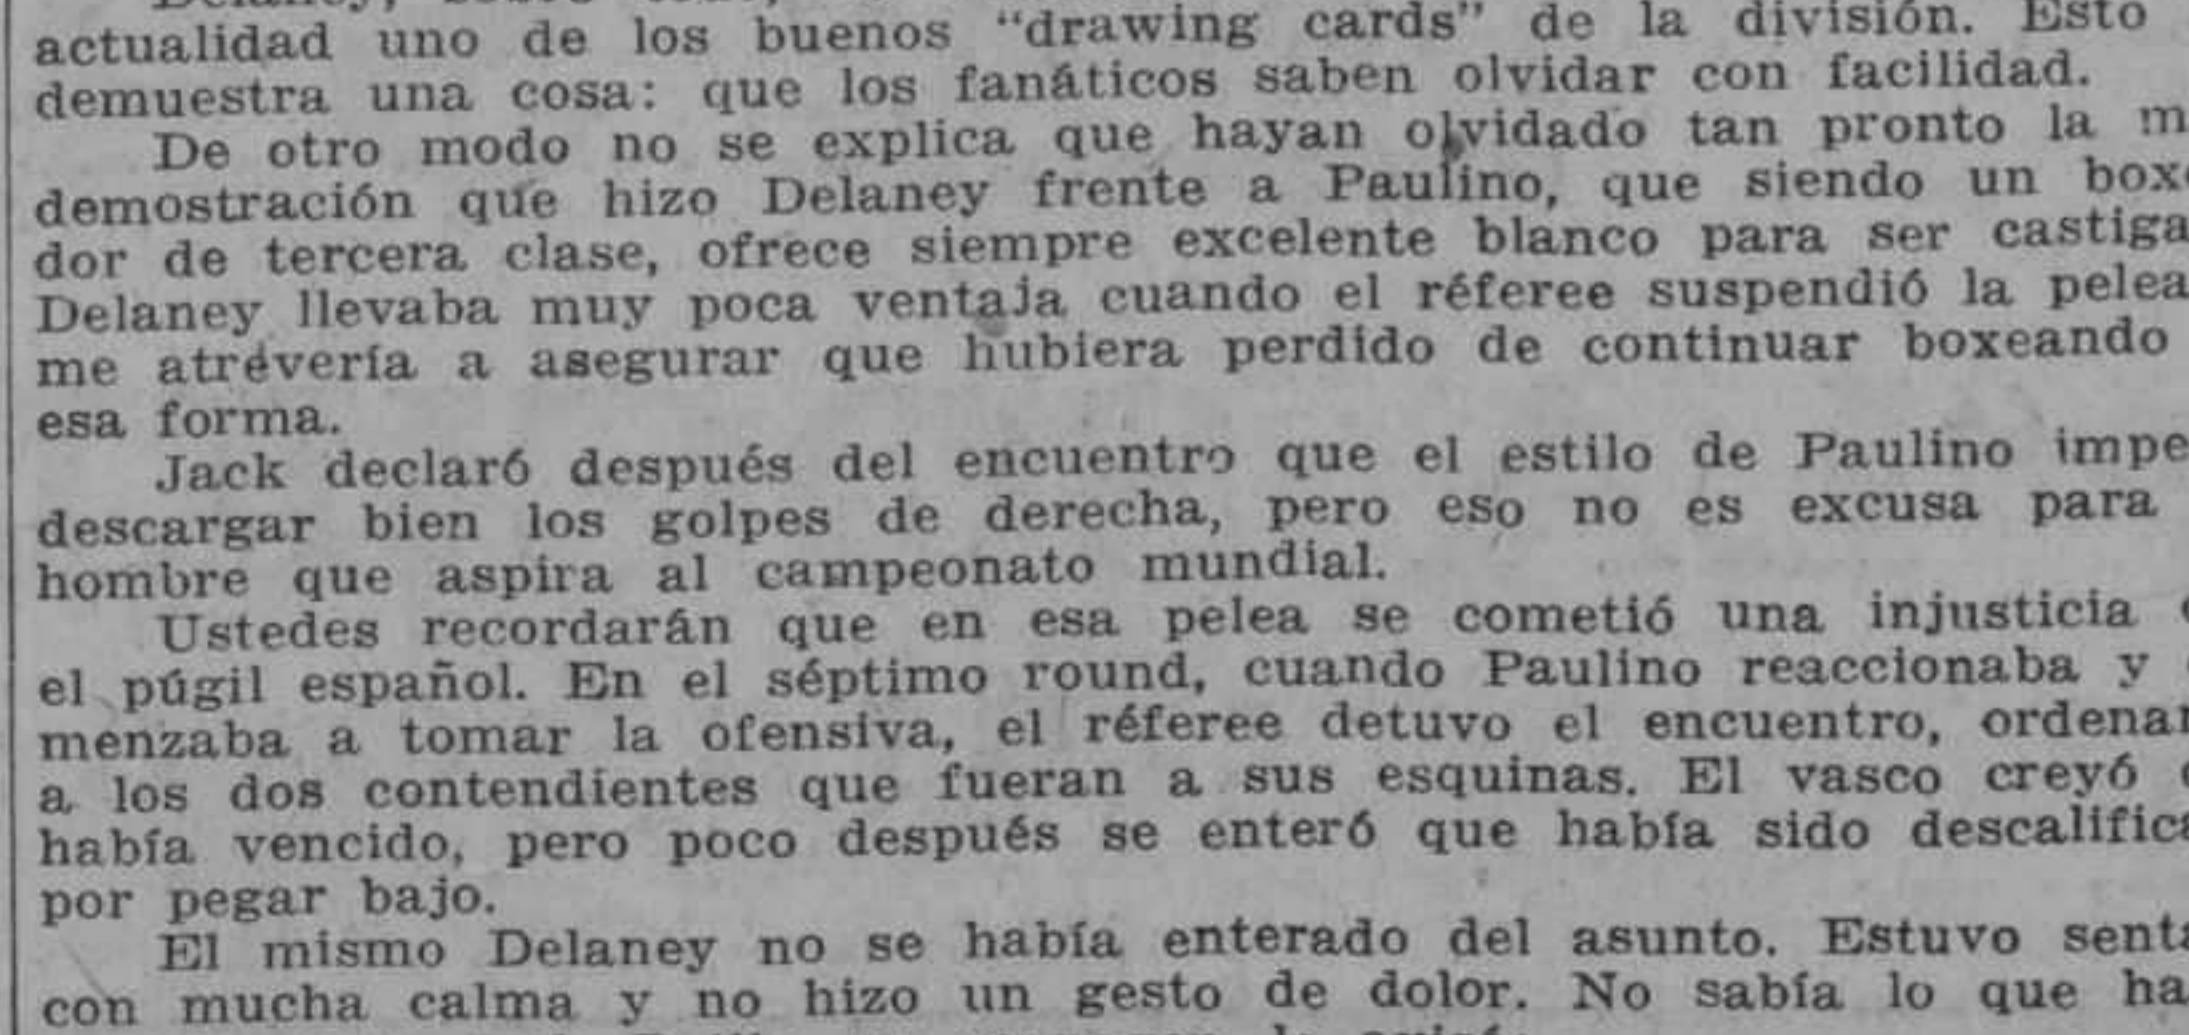 actualidad uno de los buenos “drawing cards” de la división. Esto
demuestra una cosa: que los fanáticos saben olvidar con facilidad.
De otro modo no se explica que hayan olvidado tan pronto la m
demostración que hizo Delaney frente a Paulino, que siendo un boxe
dor de tercera clase, ofrece siempre excelente blanco para ser castiga
Delaney llevaba muy poca ventaja cuando el réferee suspendió la pelea
me atrevería a asegurar que hubiera perdido de continuar boxeando
esa forma.
Jack declaró después del encuentro que el estilo de Paulino impe
descargar bien los golpes de derecha, pero eso no es excusa para
hombre que aspira al campeonato mundial.
Ustedes recordarán que en esa pelea se cometió una injusticia
el púgil español. En el séptimo round, cuando Paulino reaccionaba y
menzaba a tomar la ofensiva, el réferee detuvo el encuentro, ordenan
a los dos contendientes que fueran a sus esquinas. El vasco creyó
había vencido, pero poco después se enteró que había sido descalifica
por pegar bajo.
El mismo Delaney no se había enterado del asunto. Estuvo senta
con mucha calma y no hizo un gesto de dolor. No sabía lo que ha